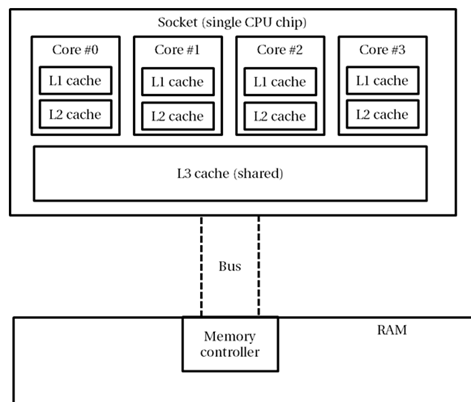 Socket (single CPU chip)
Core #0
Core #1
Core #2
Core #3
L1 cache
L1 cache
L1 cache
L1 cache
L2 cache
L2 cache
L2 cache
L2 cache
L3 cache (shared)
Bus
Memory
controller
RAM